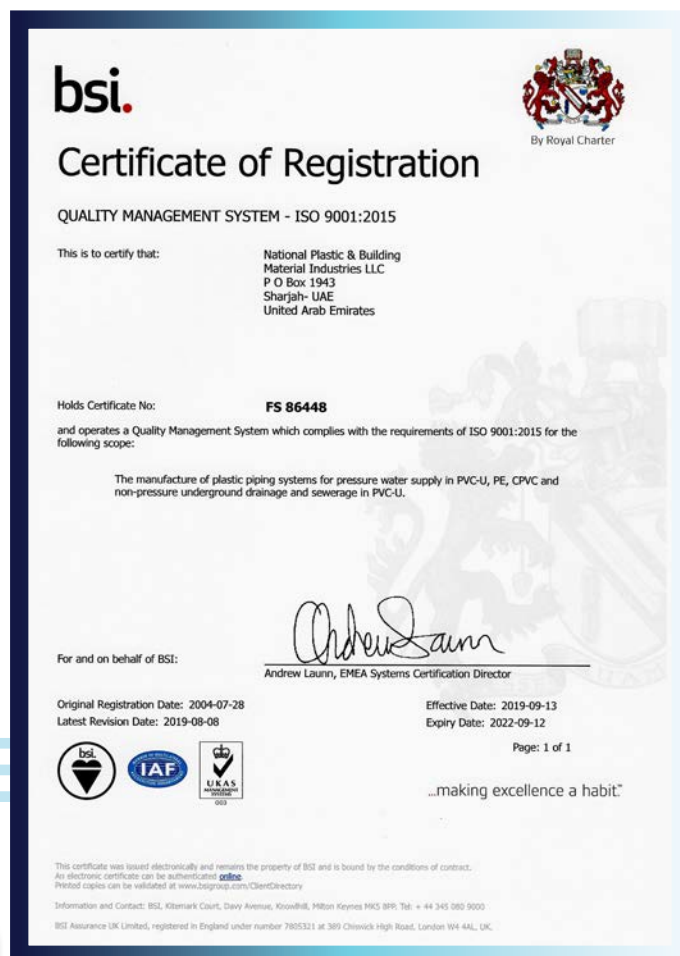 bsi.
By Royal Charter
Certificate of Registration
QUALITY MANAGEMENT SYSTEM - ISO 9001:2015
This is to certify that:
National Plastic & Building
Material Industries LLC
P O Box 1943
Sharjah- UAE
United Arab Emirates
Holds Certificate No:
FS 86448
and operates a Quality Management System which complies with the requirements of ISO 9001:2015 for the
following scope:
The manufacture of plastic piping systems for pressure water supply in PVC-U, PE, CPVC and
non-pressure underground drainage and sewerage in PVC-U.
For and on behalf of BSI:
Andrew Launn, EMEA Systems Certification Director
Original Registration Date: 2004-07-28
Effective Date: 2019-09-13
Latest Revision Date: 2019-08-08
Expiry Date: 2022-09-12
Page: 1 of 1
bsi.
IAF
UKAS
MANAGEMENT
SYSTEMS
003
...making excellence a habit.™
This certificate was issued electronically and remains the property of BSI and is bound by the conditions of contract.
An electronic certificate can be authenticated online.
Printed copies can be validated at www.bsigroup.com/ClientDirectory
Information and Contact: BSI, Kitemark Court, Davy Avenue, Knowlhill, Milton Keynes MK5 8PP. Tel: + 44 345 080 9000
BSI Assurance UK Limited, registered in England under number 7805321 at 389 Chiswick High Road, London W4 4AL, UK.